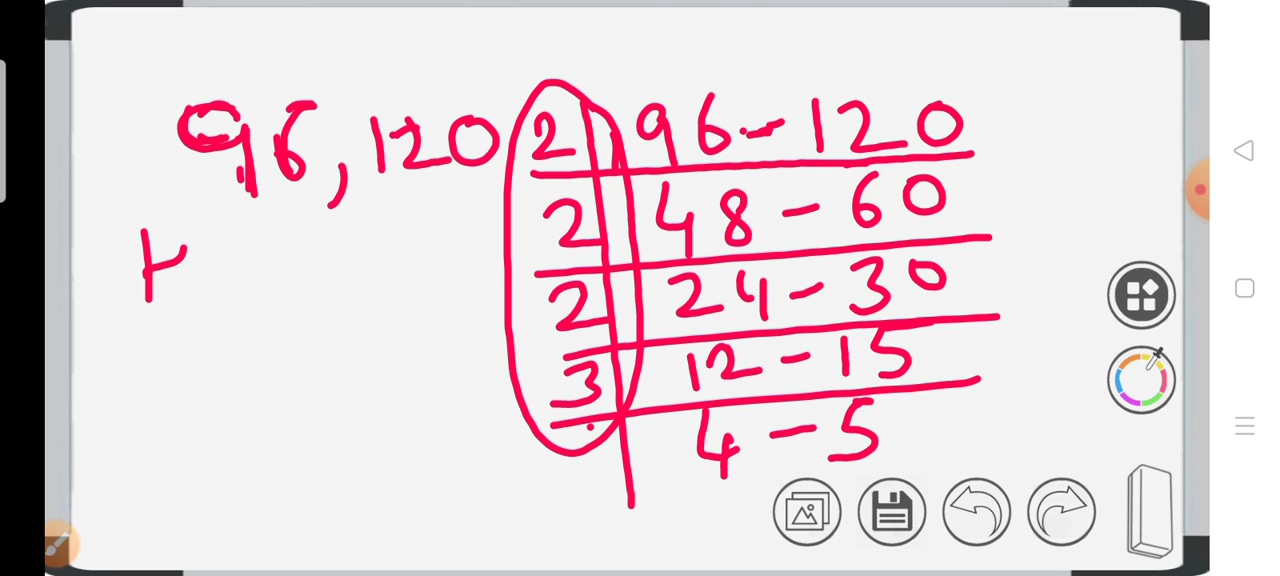 96, 120
2 96 - 120
2 48 - 60
2 24 - 30
3 12 - 15
4 - 5